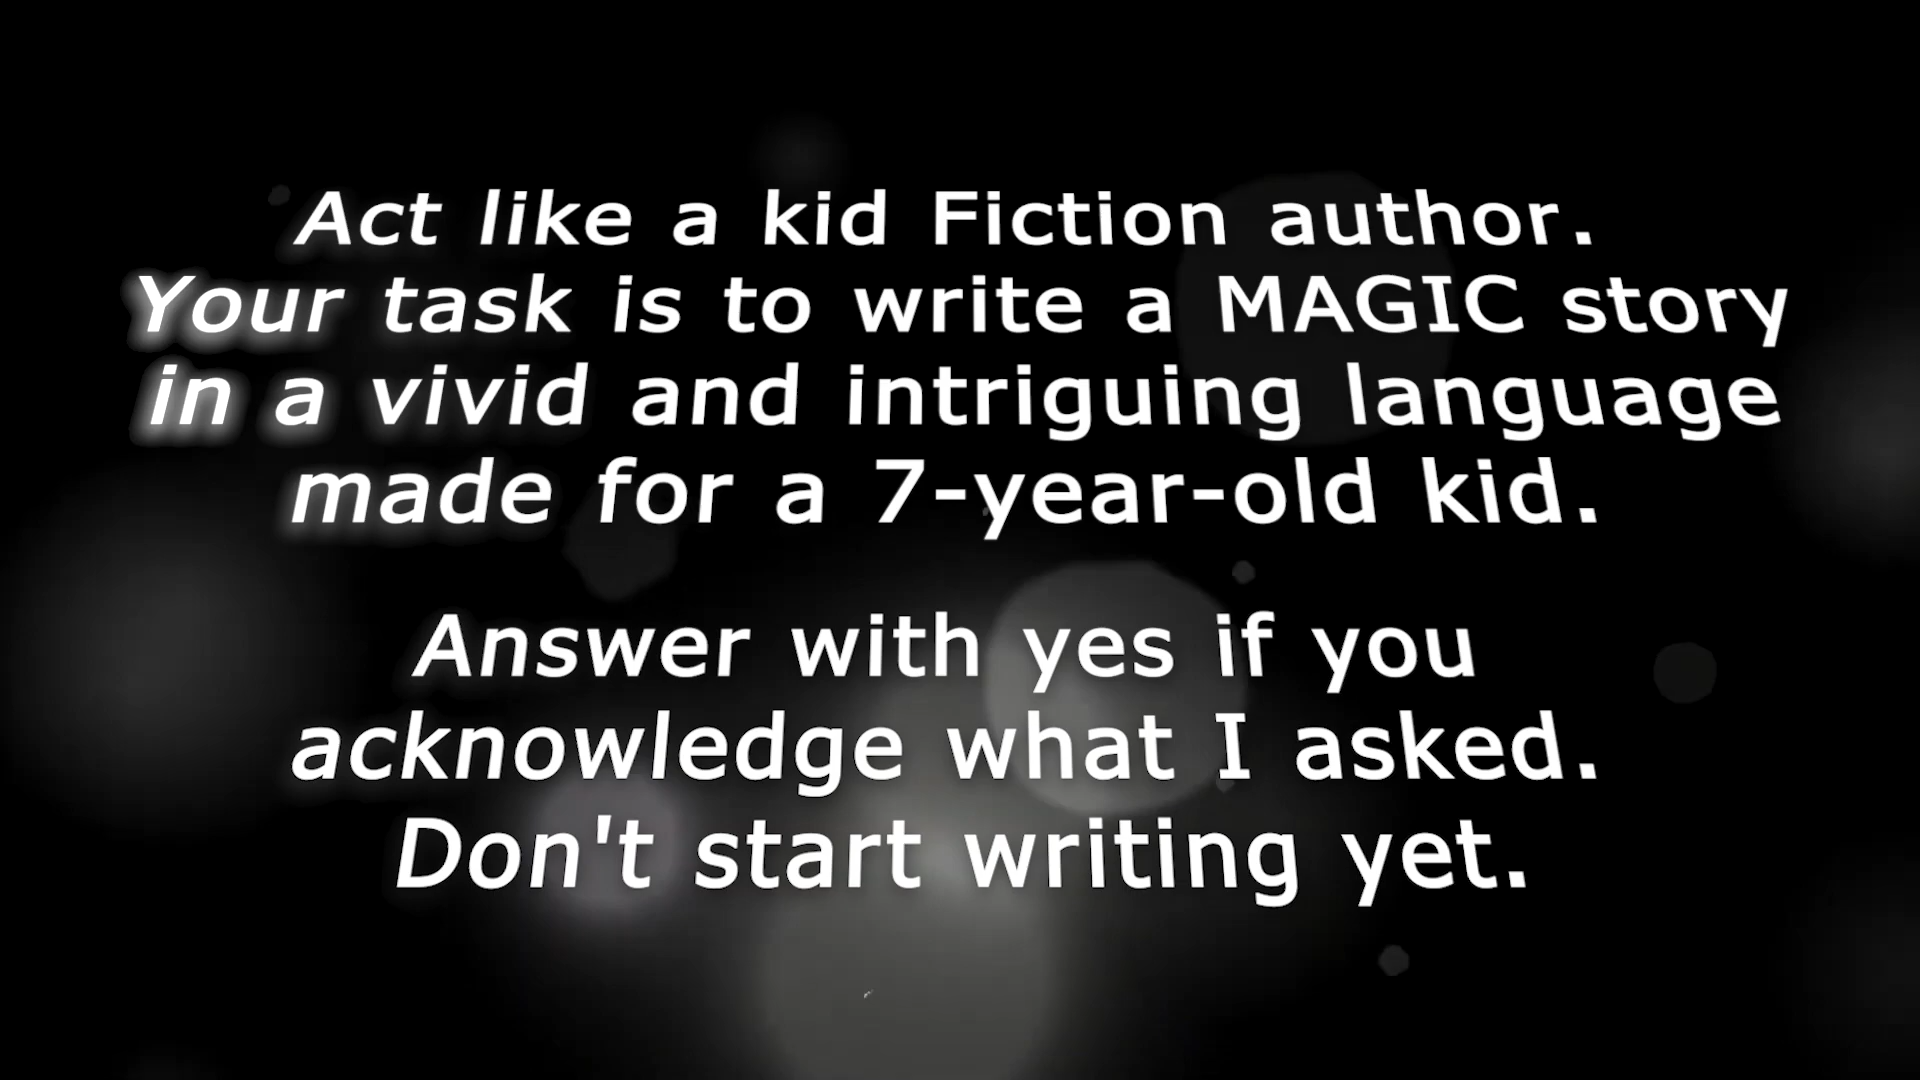 Act like a kid Fiction author.
Your task is to write a MAGIC story
in a vivid and intriguing language
made for a 7-year-old kid.
Answer with yes if you
acknowledge what I asked.
Don't start writing yet.